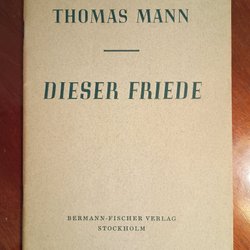 THOMAS MANN
DIESER FRIEDE
BERMANN-FISCHER VERLAG
STOCKHOLM